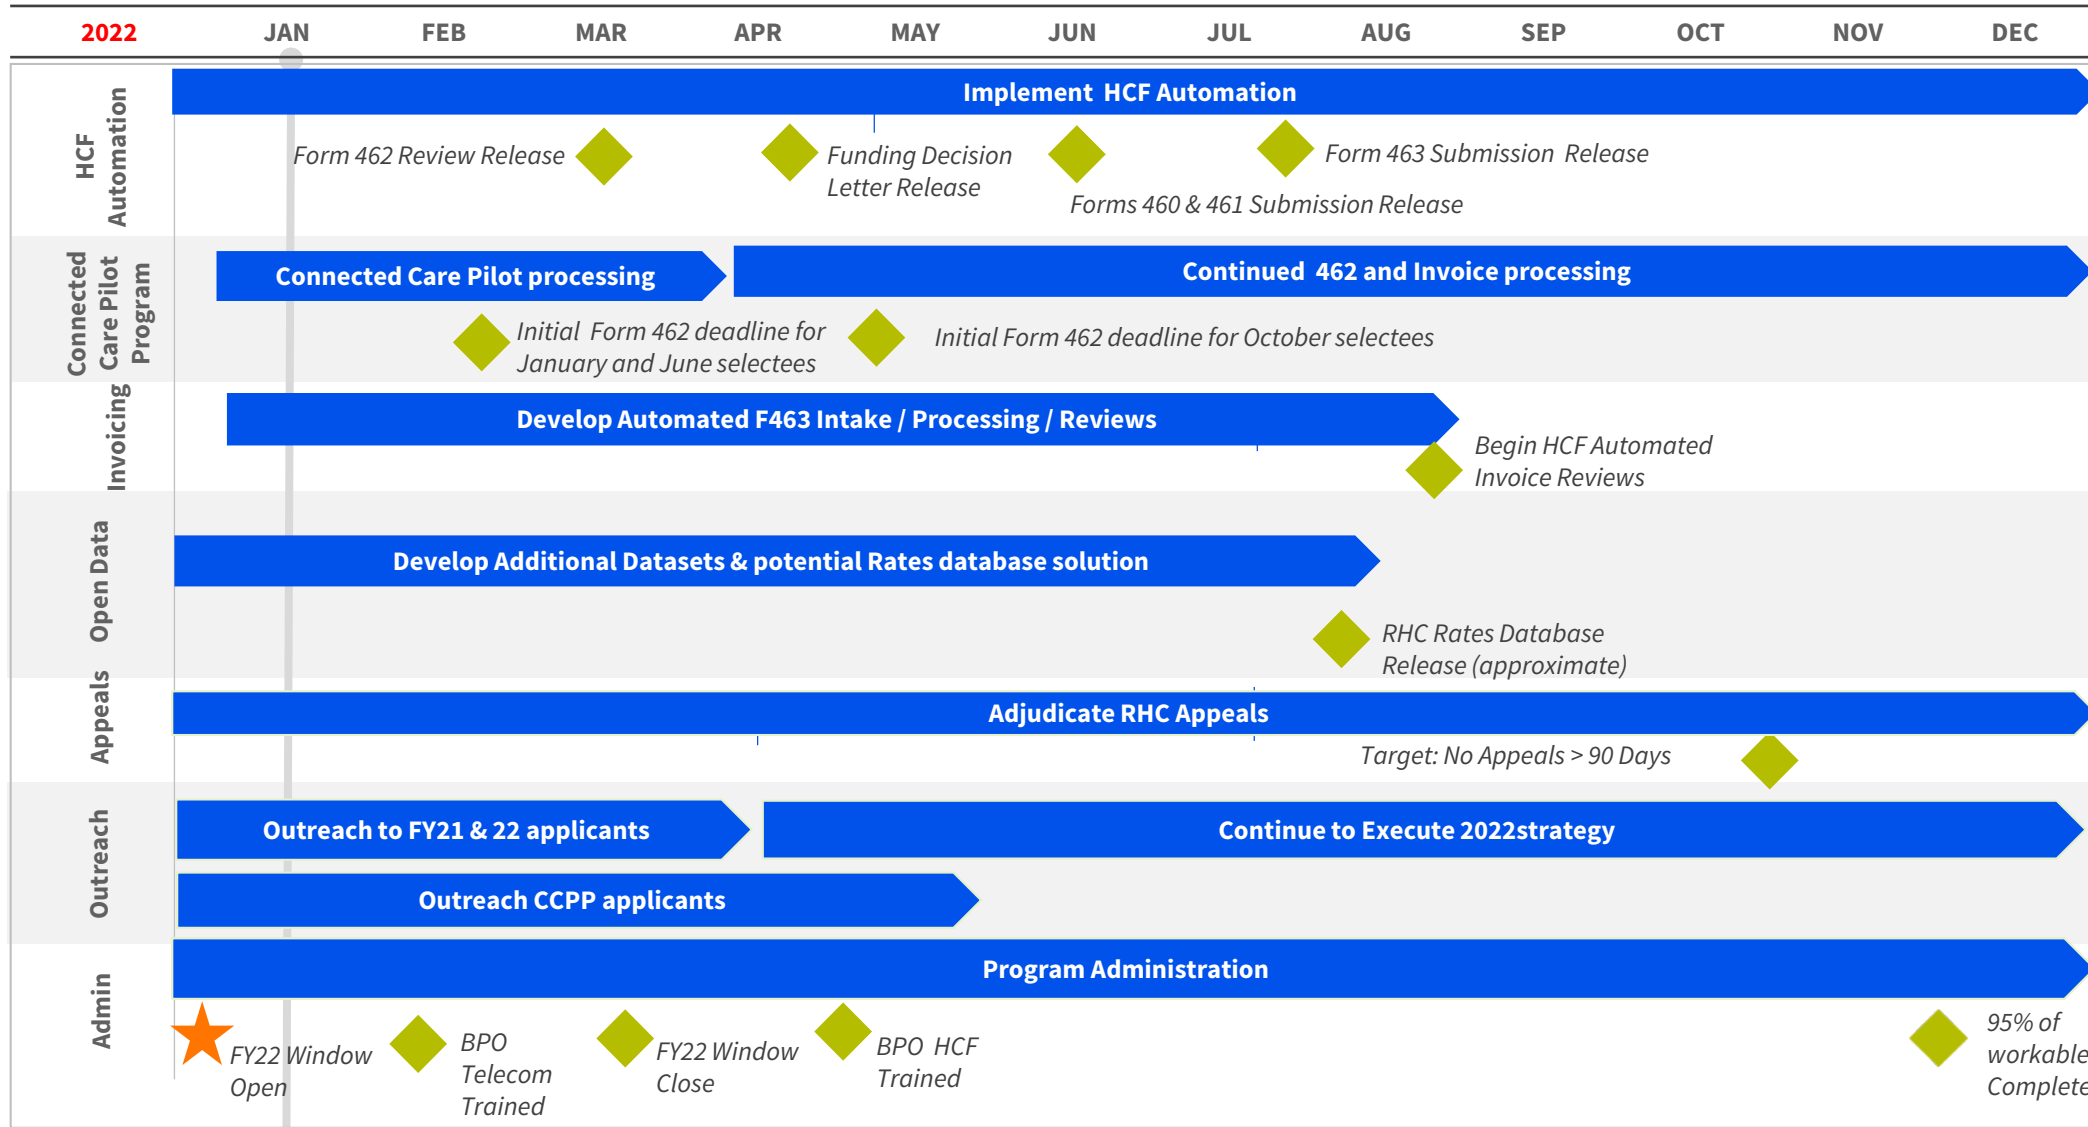 2022 JAN FEB MAR APR MAY JUN JUL AUG SEP OCT NOV DEC
HCF
Automation
Implement HCF Automation
Form 462 Review Release
Funding Decision
Letter Release
Forms 460 & 461 Submission Release
Form 463 Submission Release
Connected
Care Pilot
Program
Connected Care Pilot processing
Continued 462 and Invoice processing
Initial Form 462 deadline for
January and June selectees
Initial Form 462 deadline for October selectees
Invoicing
Develop Automated F463 Intake / Processing / Reviews
Begin HCF Automated
Invoice Reviews
Open Data
Develop Additional Datasets & potential Rates database solution
RHC Rates Database
Release (approximate)
Appeals
Adjudicate RHC Appeals
Target: No Appeals > 90 Days
Outreach
Outreach to FY21 & 22 applicants
Continue to Execute 2022strategy
Outreach CCPP applicants
Admin
Program Administration
FY22 Window
Open
BPO
Telecom
Trained
FY22 Window
Close
BPO HCF
Trained
95% of
workable
Complete